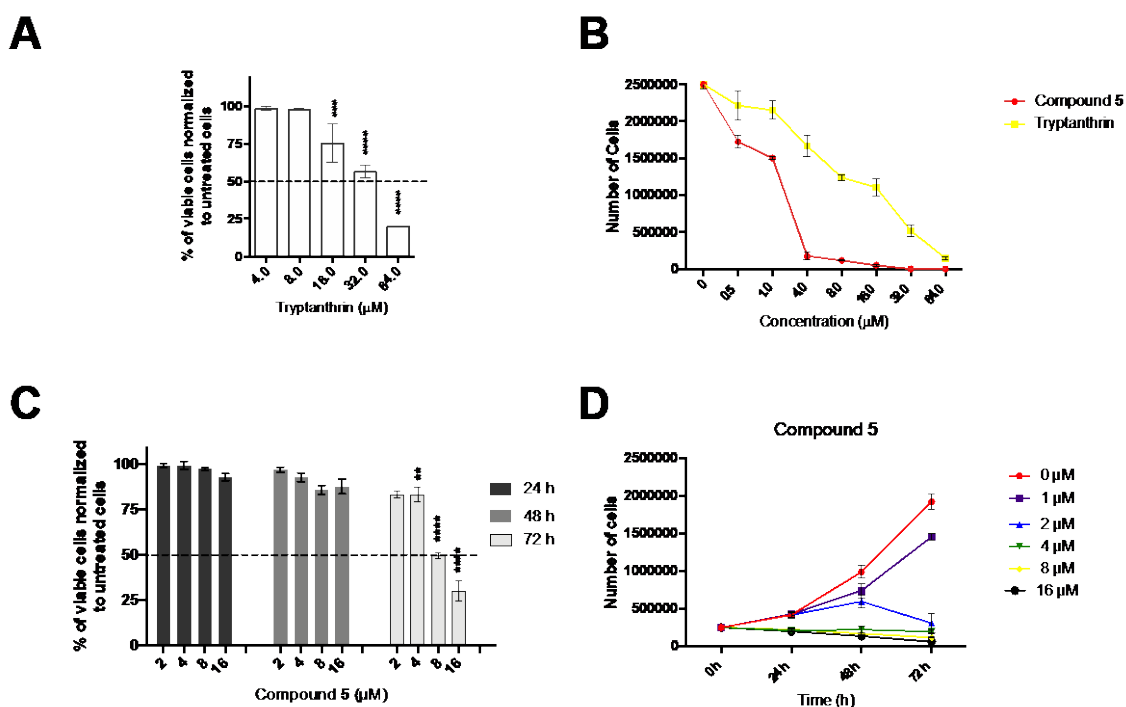 A
% of viable cells normalized
to untreated cells
100
75
50
25
0
***
****
****
4.0
8.0
16.0
32.0
64.0
Tryptanthrin (µM)
B
Number of Cells
2500000
2000000
1500000
1000000
500000
0
0
0.5
1.0
4.0
8.0
16.0
32.0
64.0
Concentration (µM)
Compound 5
Tryptanthrin
C
% of viable cells normalized
to untreated cells
100
75
50
25
0
**
****
****
2
4
8
16
2
4
8
16
2
4
8
16
Compound 5 (µM)
24 h
48 h
72 h
D
Compound 5
Number of cells
2500000
2000000
1500000
1000000
500000
0
0h
24h
48h
72h
Time (h)
0 µM
1 µM
2 µM
4 µM
8 µM
16 µM